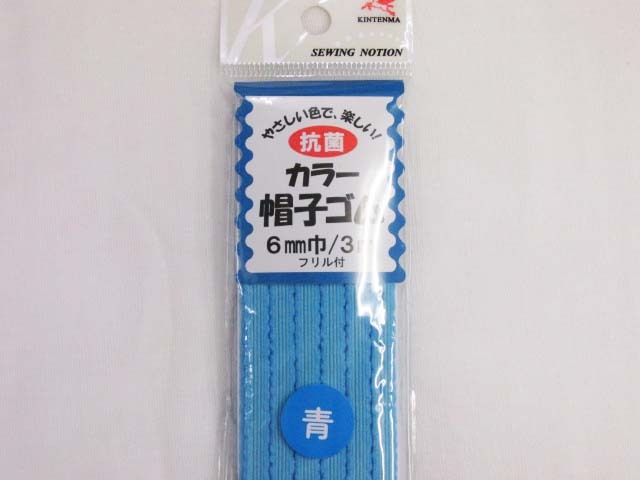 KINTENMA
SEWING NOTION
やさしい色で、楽しい!
抗菌
カラー
帽子ゴム
6mm巾/3m
フリル付
青